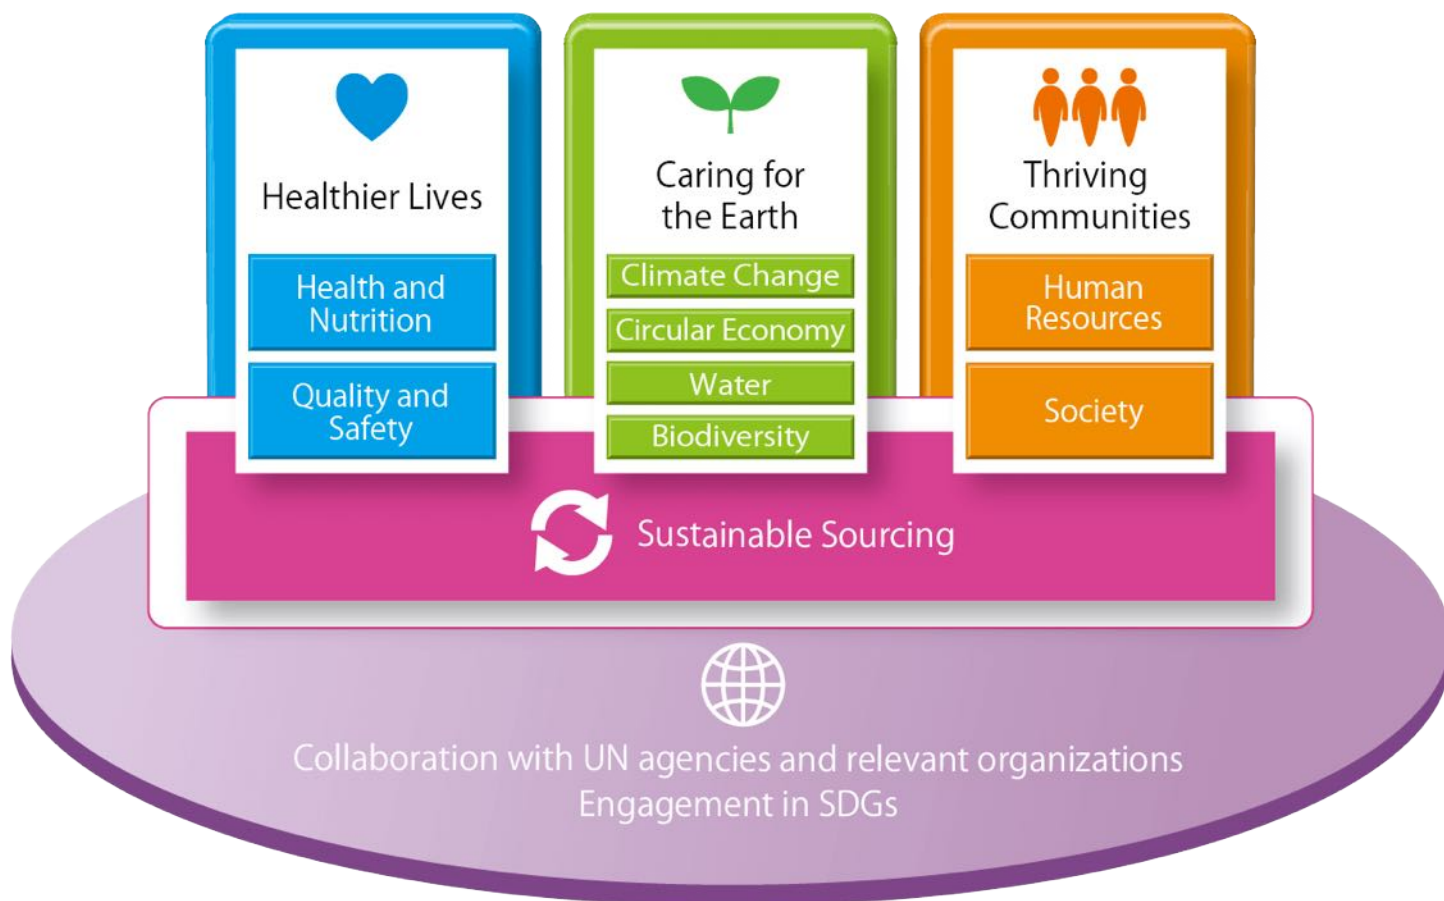 Healthier Lives
Health and
Nutrition
Quality and
Safety
Caring for
the Earth
Climate Change
Circular Economy
Water
Biodiversity
Thriving
Communities
Human
Resources
Society
Sustainable Sourcing
Collaboration with UN agencies and relevant organizations
Engagement in SDGs